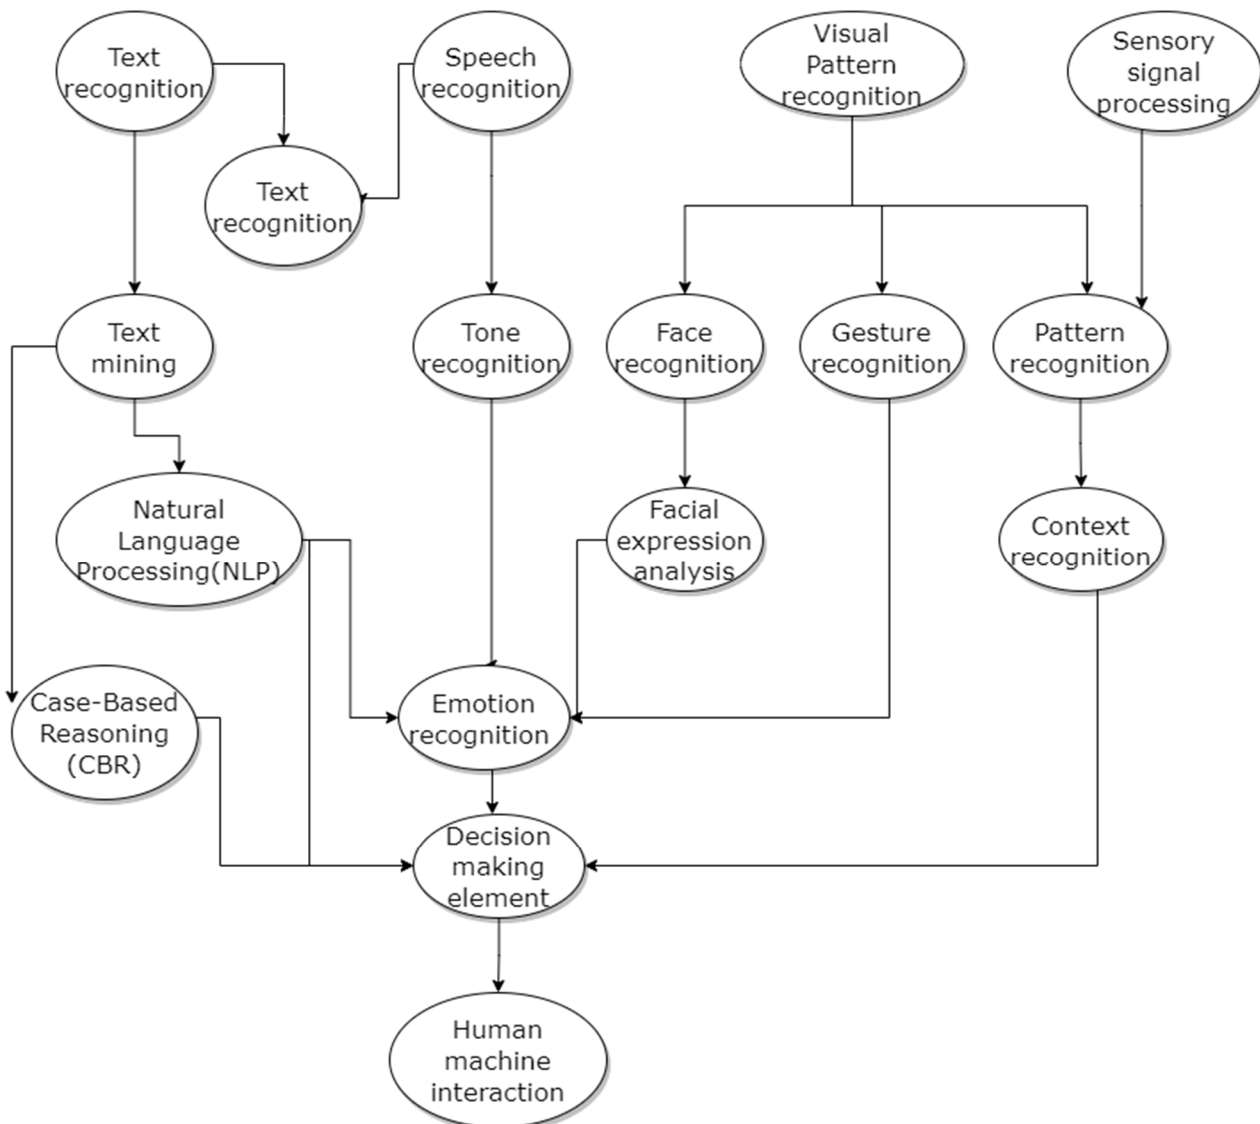 Text
recognition
Speech
recognition
Visual
Pattern
recognition
Sensory
signal
processing
Text
recognition
Text
mining
Tone
recognition
Face
recognition
Gesture
recognition
Pattern
recognition
Natural
Language
Processing(NLP)
Facial
expression
analysis
Context
recognition
Case-Based
Reasoning
(CBR)
Emotion
recognition
Decision
making
element
Human
machine
interaction